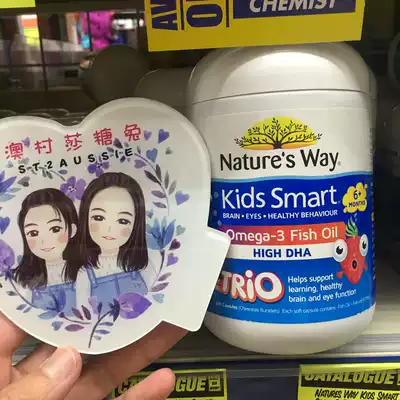 CHEMIST
澳村莎糖兔
ST2AUSSIE
Nature's Way
Kids Smart
BRAIN • EYES • HEALTHY BEHAVIOUR
6+ MONTHS
Omega-3 Fish Oil
HIGH DHA
TRiO
Helps support
learning, healthy
brain and eye function
CATALOGUE
CATALOGUE
NATURES WAY KIDS SMART